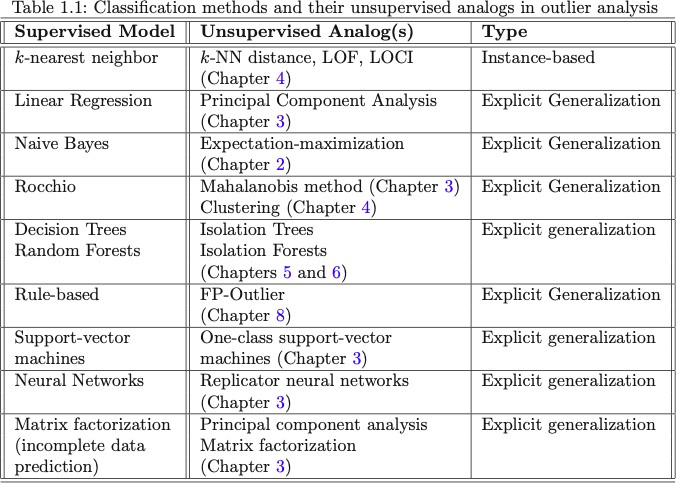 Table 1.1: Classification methods and their unsupervised analogs in outlier analysis
Supervised Model Unsupervised Analog(s) Type
k-nearest neighbor k-NN distance, LOF, LOCI Instance-based
(Chapter 4)
Linear Regression Principal Component Analysis Explicit Generalization
(Chapter 3)
Naive Bayes Expectation-maximization Explicit Generalization
(Chapter 2)
Rocchio Mahalanobis method (Chapter 3) Explicit Generalization
Clustering (Chapter 4)
Decision Trees Isolation Trees Explicit generalization
Random Forests Isolation Forests
(Chapters 5 and 6)
Rule-based FP-Outlier Explicit Generalization
(Chapter 8)
Support-vector One-class support-vector Explicit generalization
machines machines (Chapter 3)
Neural Networks Replicator neural networks Explicit generalization
(Chapter 3)
Matrix factorization Principal component analysis Explicit generalization
(incomplete data Matrix factorization
prediction) (Chapter 3)